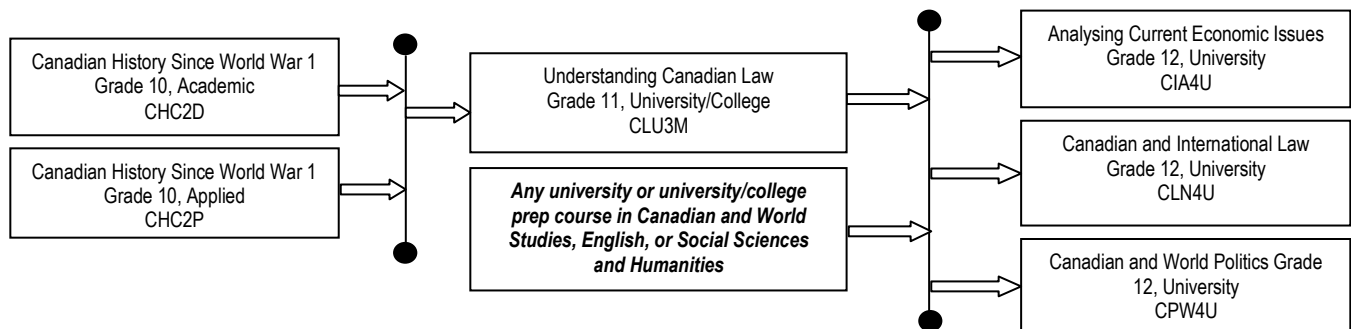 Canadian History Since World War 1
Grade 10, Academic
CHC2D
Canadian History Since World War 1
Grade 10, Applied
CHC2P
Understanding Canadian Law
Grade 11, University/College
CLU3M
Any university or university/college
prep course in Canadian and World
Studies, English, or Social Sciences
and Humanities
Analysing Current Economic Issues
Grade 12, University
CIA4U
Canadian and International Law
Grade 12, University
CLN4U
Canadian and World Politics Grade
12, University
CPW4U